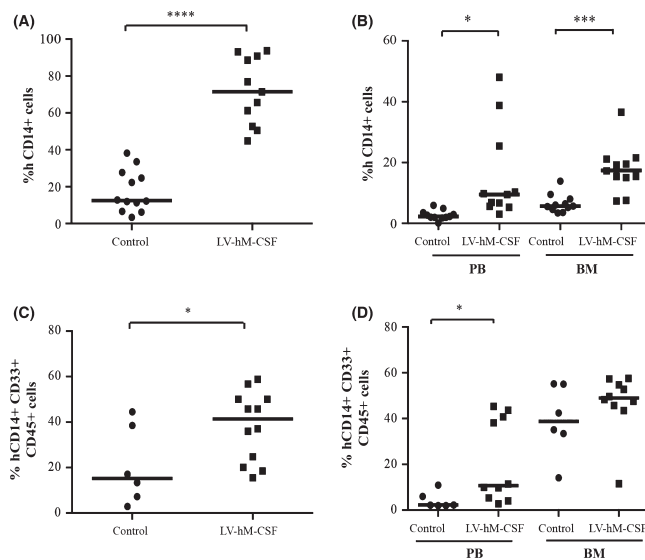 (A)
****
%h CD14+ cells
100
80
60
40
20
0
Control
LV-hM-CSF
(B)
*
***
%h CD14+ cells
60
40
20
0
Control
LV-hM-CSF
Control
LV-hM-CSF
PB
BM
(C)
*
% hCD14+ CD33+
CD45+ cells
80
60
40
20
0
Control
LV-hM-CSF
(D)
*
% hCD14+ CD33+
CD45+ cells
80
60
40
20
0
Control
LV-hM-CSF
Control
LV-hM-CSF
PB
BM